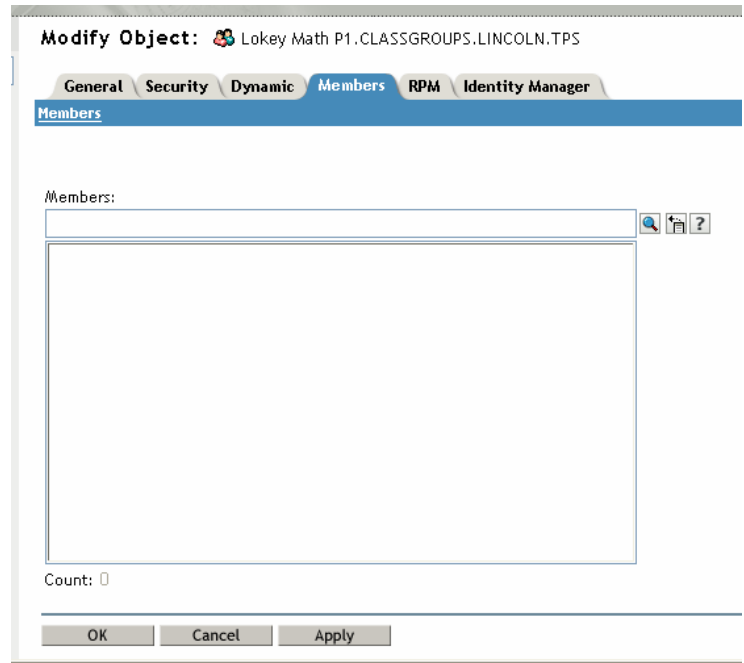 Modify Object: Lokey Math P1.CLASSGROUPS.LINCOLN.TPS
General Security Dynamic Members RPM Identity Manager
Members
Members:
?
Count: 0
OK Cancel Apply